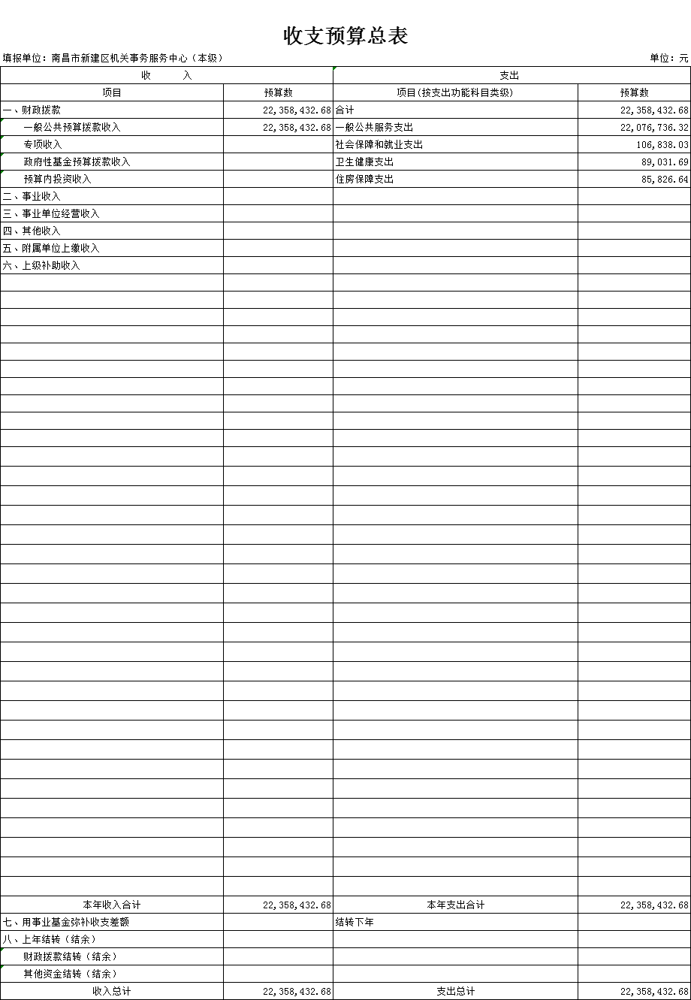 收支预算总表
填报单位：南昌市新建区机关事务服务中心（本级） 单位：元
收 入 支出
项目 预算数 项目(按支出功能科目类级) 预算数
一、财政拨款 22,358,432.68 合计 22,358,432.68
一般公共预算拨款收入 22,358,432.68 一般公共服务支出 22,076,736.32
专项收入 社会保障和就业支出 106,838.03
政府性基金预算拨款收入 卫生健康支出 89,031.69
预算内投资收入 住房保障支出 85,826.64
二、事业收入
三、事业单位经营收入
四、其他收入
五、附属单位上缴收入
六、上级补助收入
本年收入合计 22,358,432.68 本年支出合计 22,358,432.68
七、用事业基金弥补收支差额 结转下年
八、上年结转（结余）
财政拨款结转（结余）
其他资金结转（结余）
收入总计 22,358,432.68 支出总计 22,358,432.68